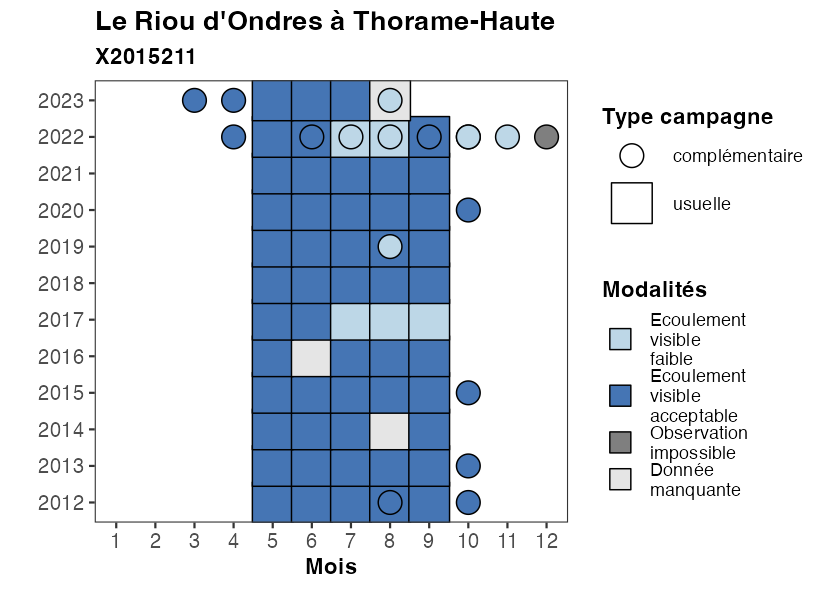 Le Riou d'Ondres à Thorame-Haute
X2015211
2023
2022
2021
2020
2019
2018
2017
2016
2015
2014
2013
2012
1 2 3 4 5 6 7 8 9 10 11 12
Mois
Type campagne
complémentaire
usuelle
Modalités
Ecoulement
visible
faible
Ecoulement
visible
acceptable
Observation
impossible
Donnée
manquante